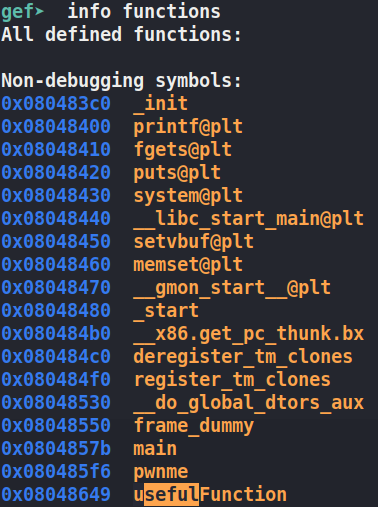 gef➤  info functions
All defined functions:

Non-debugging symbols:
0x080483c0  _init
0x08048400  printf@plt
0x08048410  fgets@plt
0x08048420  puts@plt
0x08048430  system@plt
0x08048440  __libc_start_main@plt
0x08048450  setvbuf@plt
0x08048460  memset@plt
0x08048470  __gmon_start__@plt
0x08048480  _start
0x080484b0  __x86.get_pc_thunk.bx
0x080484c0  deregister_tm_clones
0x080484f0  register_tm_clones
0x08048530  __do_global_dtors_aux
0x08048550  frame_dummy
0x0804857b  main
0x080485f6  pwnme
0x08048649  usefulFunction